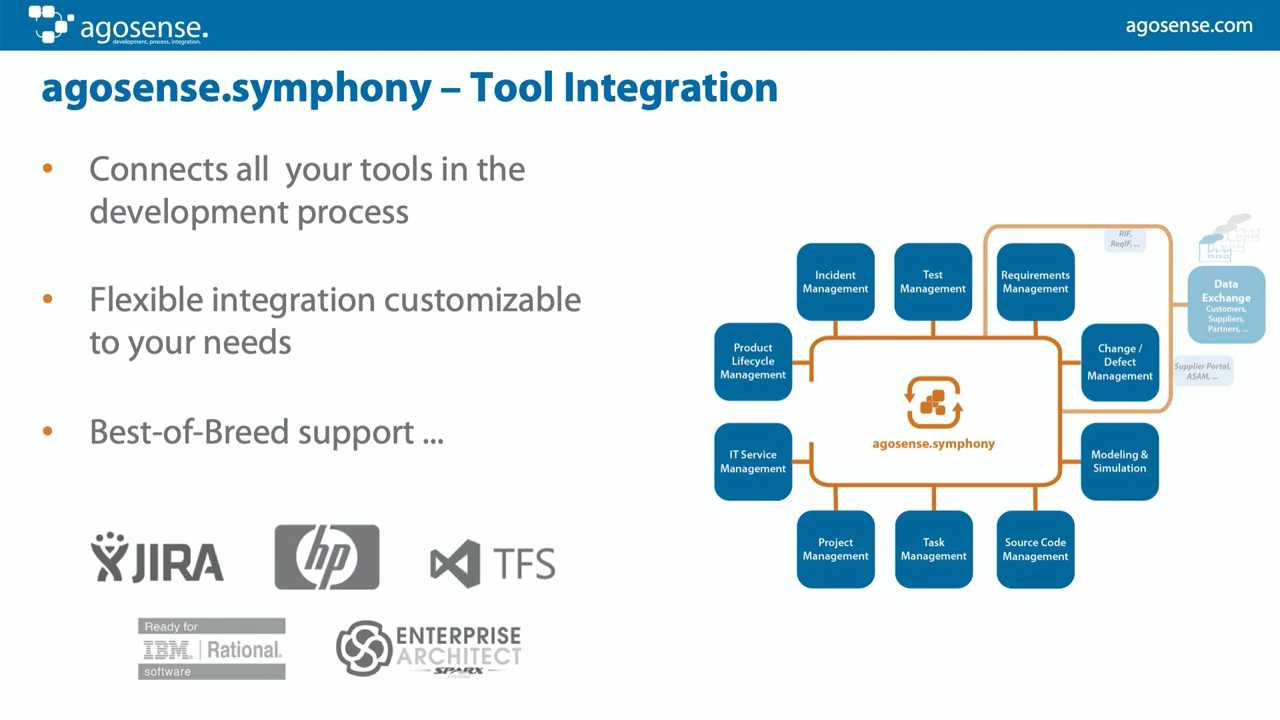 agosense.
development. process. integration.
agosense.com
agosense.symphony – Tool Integration
• Connects all your tools in the
development process
• Flexible integration customizable
to your needs
• Best-of-Breed support ...
JIRA
hp
TFS
Ready for
IBM | Rational.
software
ENTERPRISE
ARCHITECT
SPARX
SYSTEMS
Incident
Management
Test
Management
Requirements
Management
RIF,
ReqIF, ...
Data
Exchange
Customers,
Suppliers,
Partners, ...
Product
Lifecycle
Management
Change /
Defect
Management
Supplier Portal,
ASAM, ...
agosense.symphony
IT Service
Management
Modeling &
Simulation
Project
Management
Task
Management
Source Code
Management